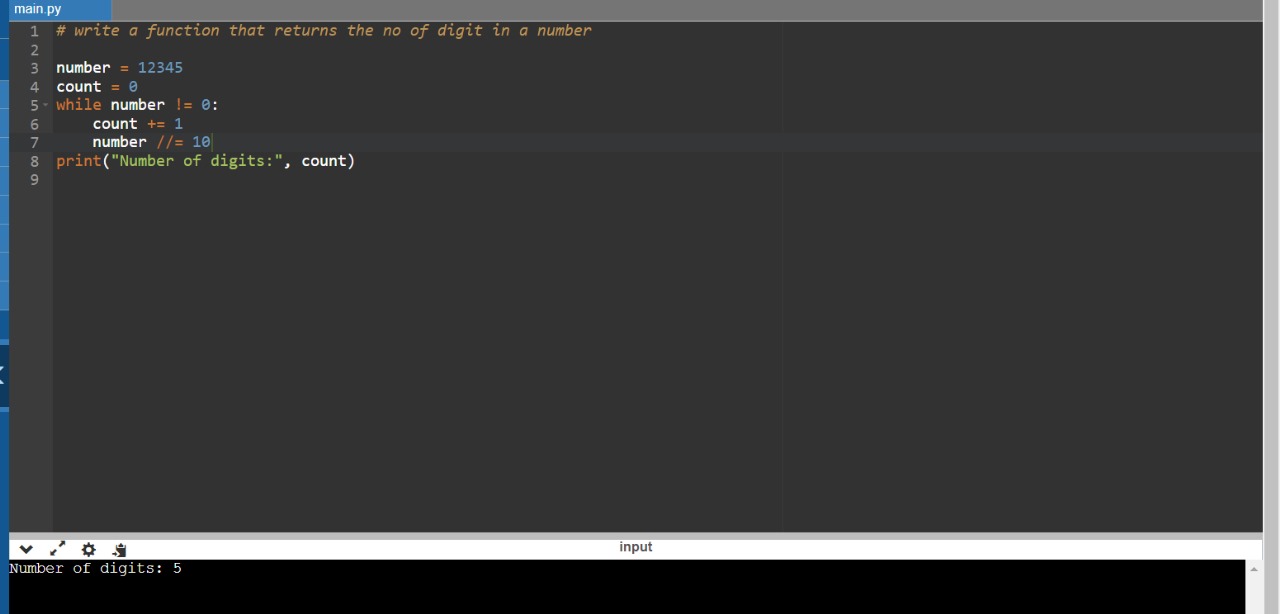 main.py
1 # write a function that returns the no of digit in a number
2
3 number = 12345
4 count = 0
5 while number != 0:
6     count += 1
7     number //= 10
8 print("Number of digits:", count)
9
input
Number of digits: 5